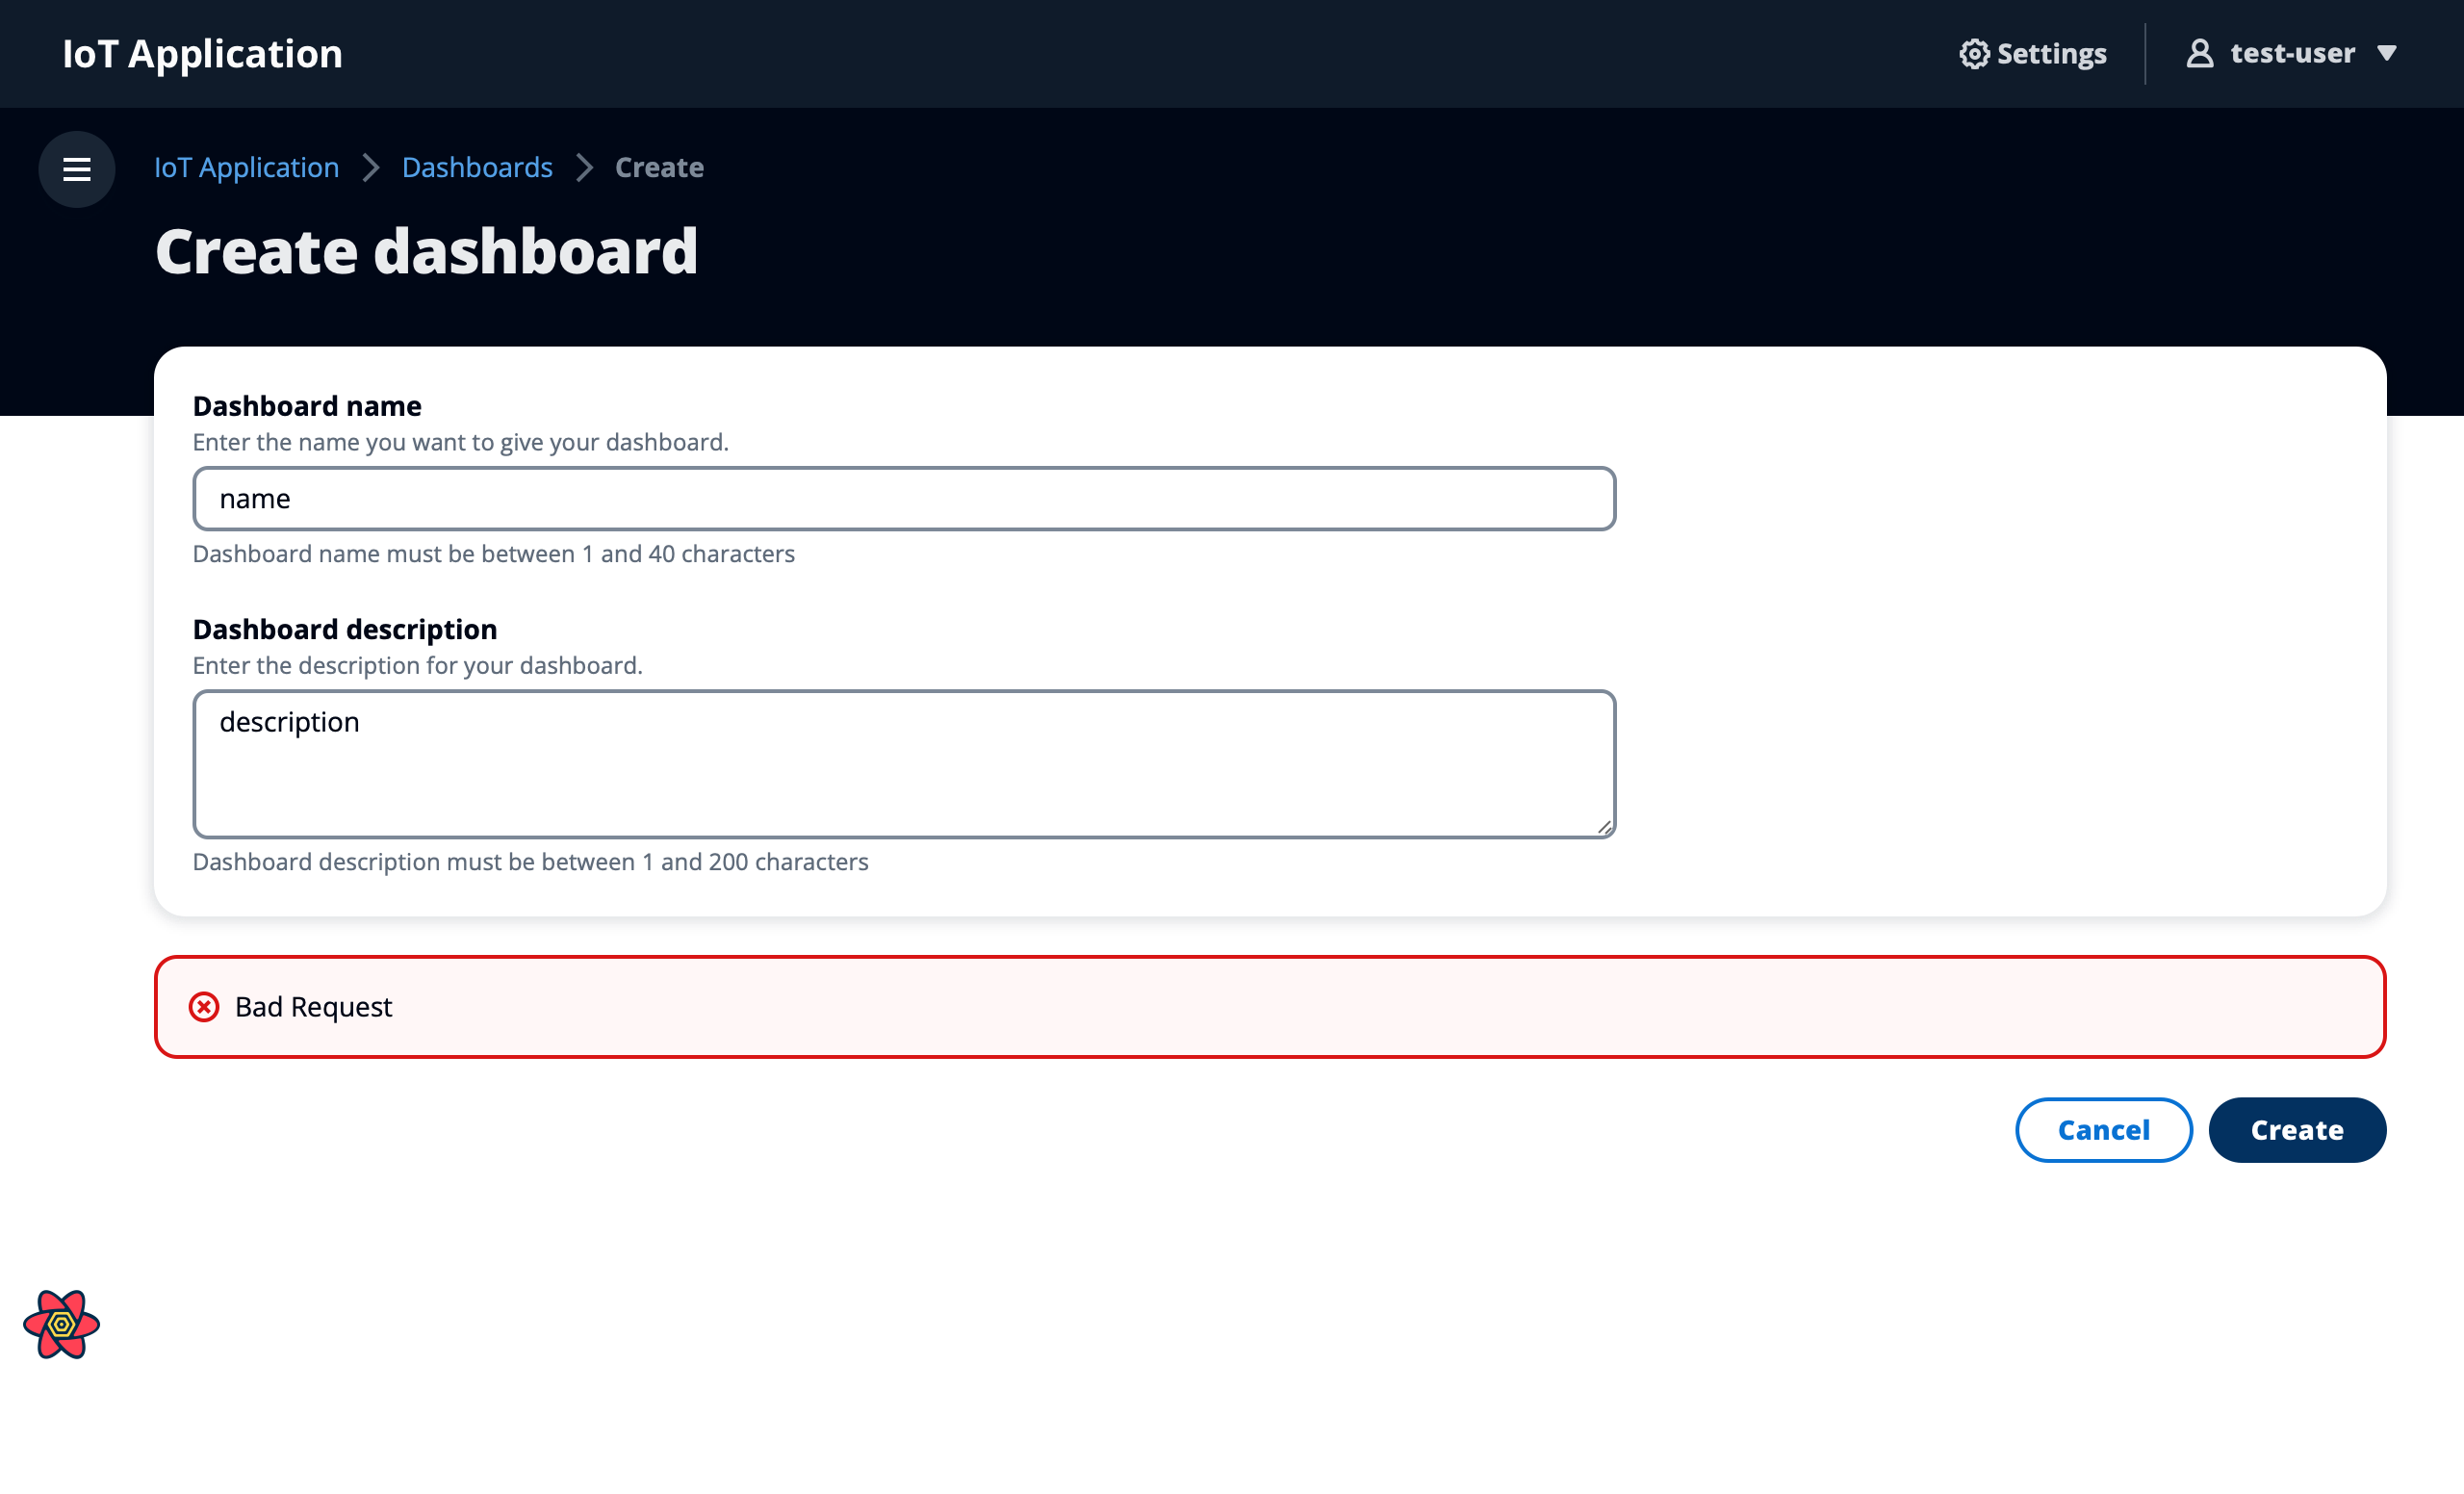 IoT Application
Settings
test-user
IoT Application
Dashboards
Create
Create dashboard
Dashboard name
Enter the name you want to give your dashboard.
name
Dashboard name must be between 1 and 40 characters
Dashboard description
Enter the description for your dashboard.
description
Dashboard description must be between 1 and 200 characters
Bad Request
Cancel
Create